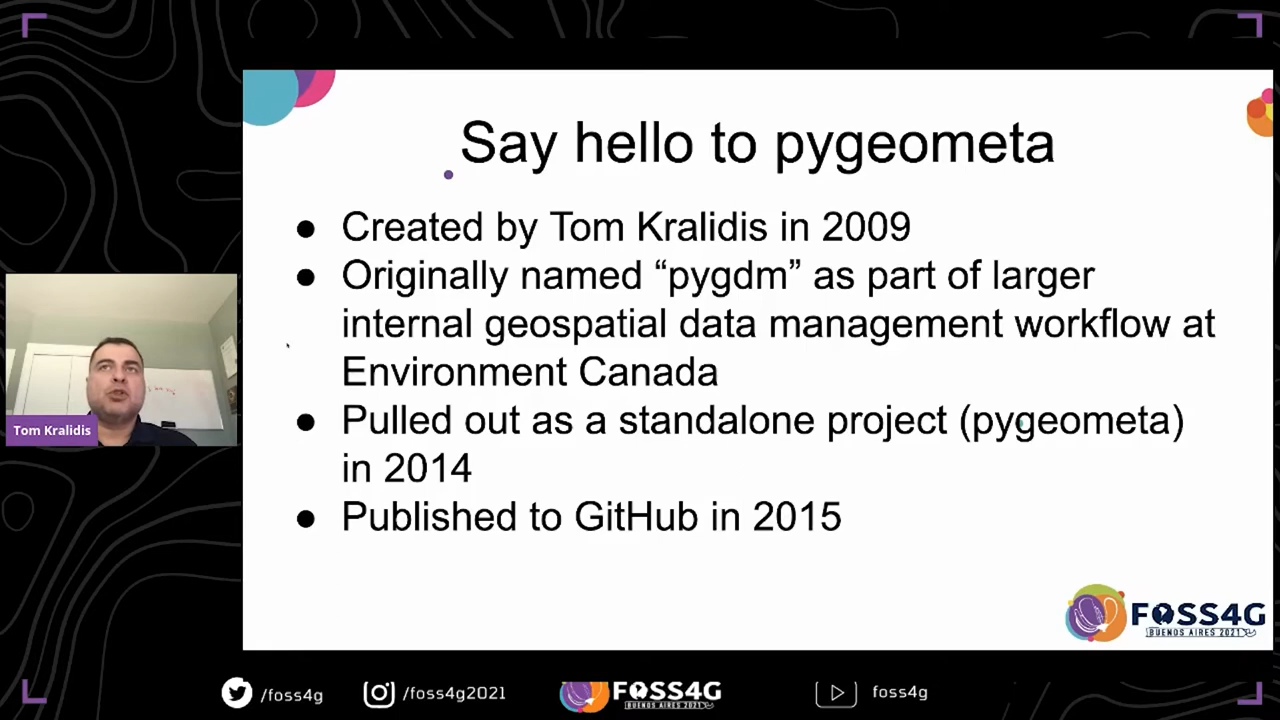 Say hello to pygeometa
● Created by Tom Kralidis in 2009
● Originally named “pygdm” as part of larger
internal geospatial data management workflow at
Environment Canada
● Pulled out as a standalone project (pygeometa)
in 2014
● Published to GitHub in 2015
Tom Kralidis
FOSS4G
BUENOS AIRES 2021
/foss4g
/foss4g2021
FOSS4G
BUENOS AIRES 2021
foss4g